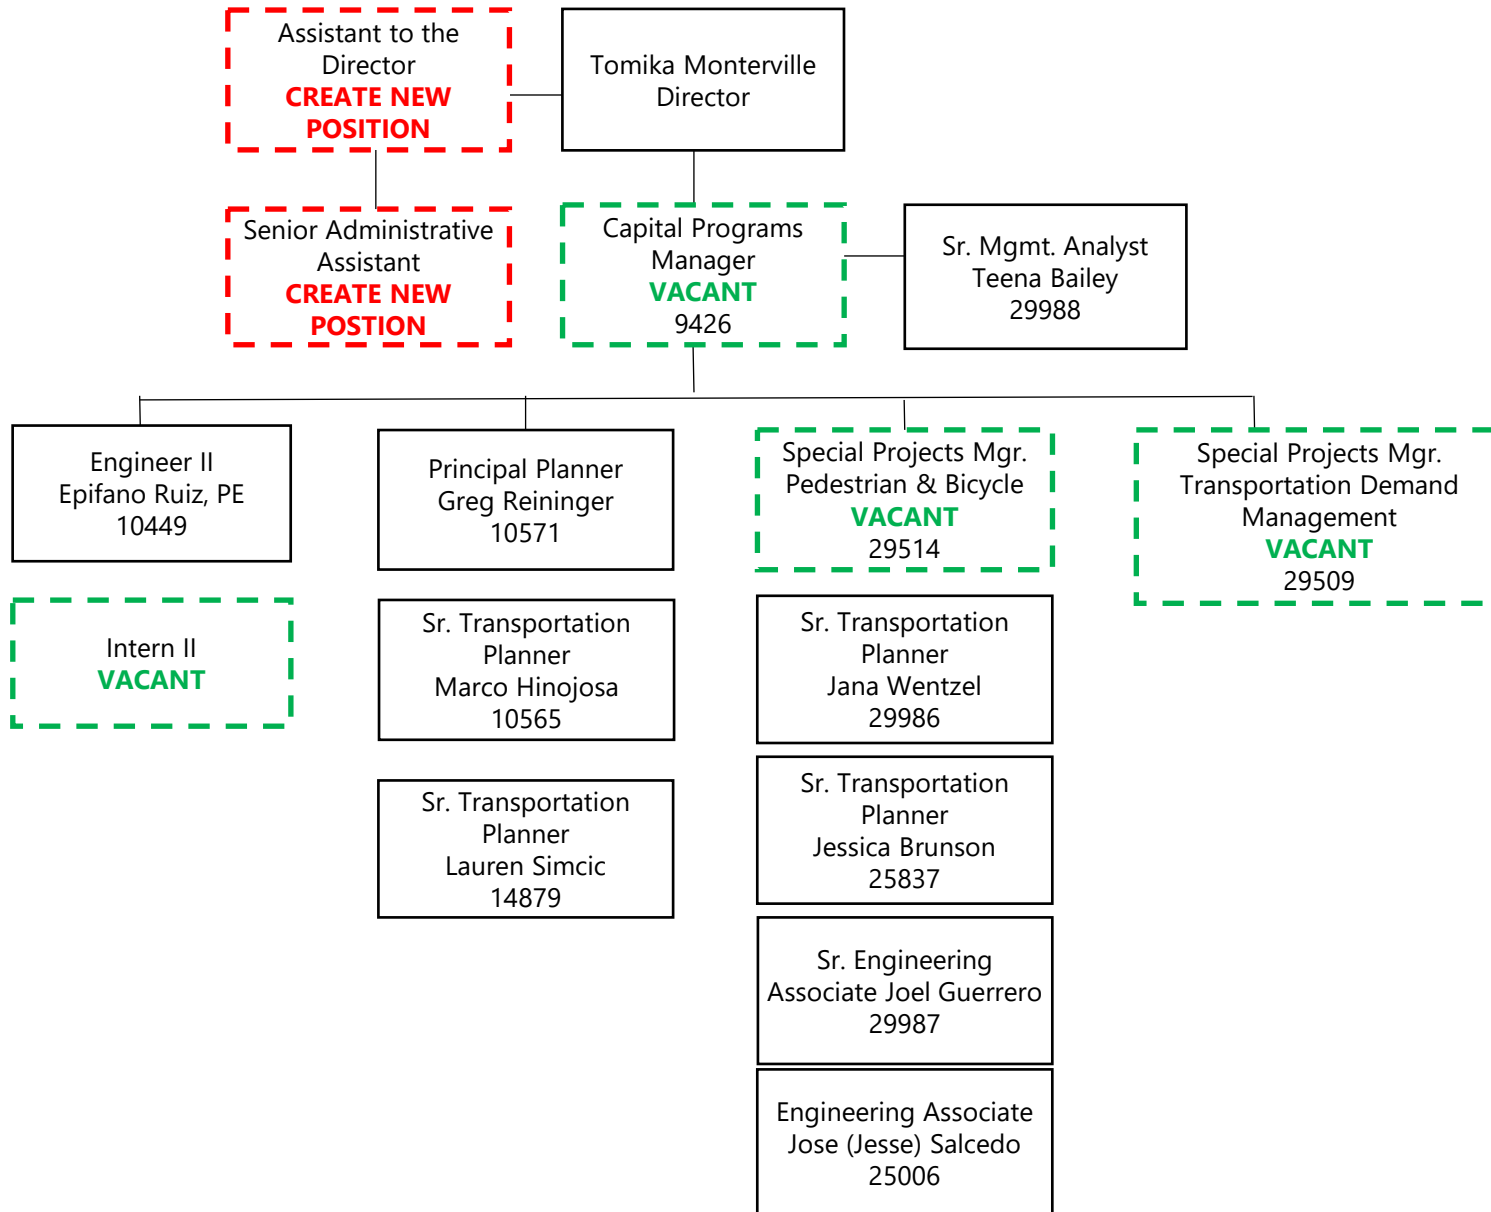 Assistant to the
Director
CREATE NEW
POSITION
Tomika Monterville
Director
Senior Administrative
Assistant
CREATE NEW
POSTION
Capital Programs
Manager
VACANT
9426
Sr. Mgmt. Analyst
Teena Bailey
29988
Engineer II
Epifano Ruiz, PE
10449
Principal Planner
Greg Reininger
10571
Special Projects Mgr.
Pedestrian & Bicycle
VACANT
29514
Special Projects Mgr.
Transportation Demand
Management
VACANT
29509
Intern II
VACANT
Sr. Transportation
Planner
Marco Hinojosa
10565
Sr. Transportation
Planner
Jana Wentzel
29986
Sr. Transportation
Planner
Lauren Simcic
14879
Sr. Transportation
Planner
Jessica Brunson
25837
Sr. Engineering
Associate Joel Guerrero
29987
Engineering Associate
Jose (Jesse) Salcedo
25006